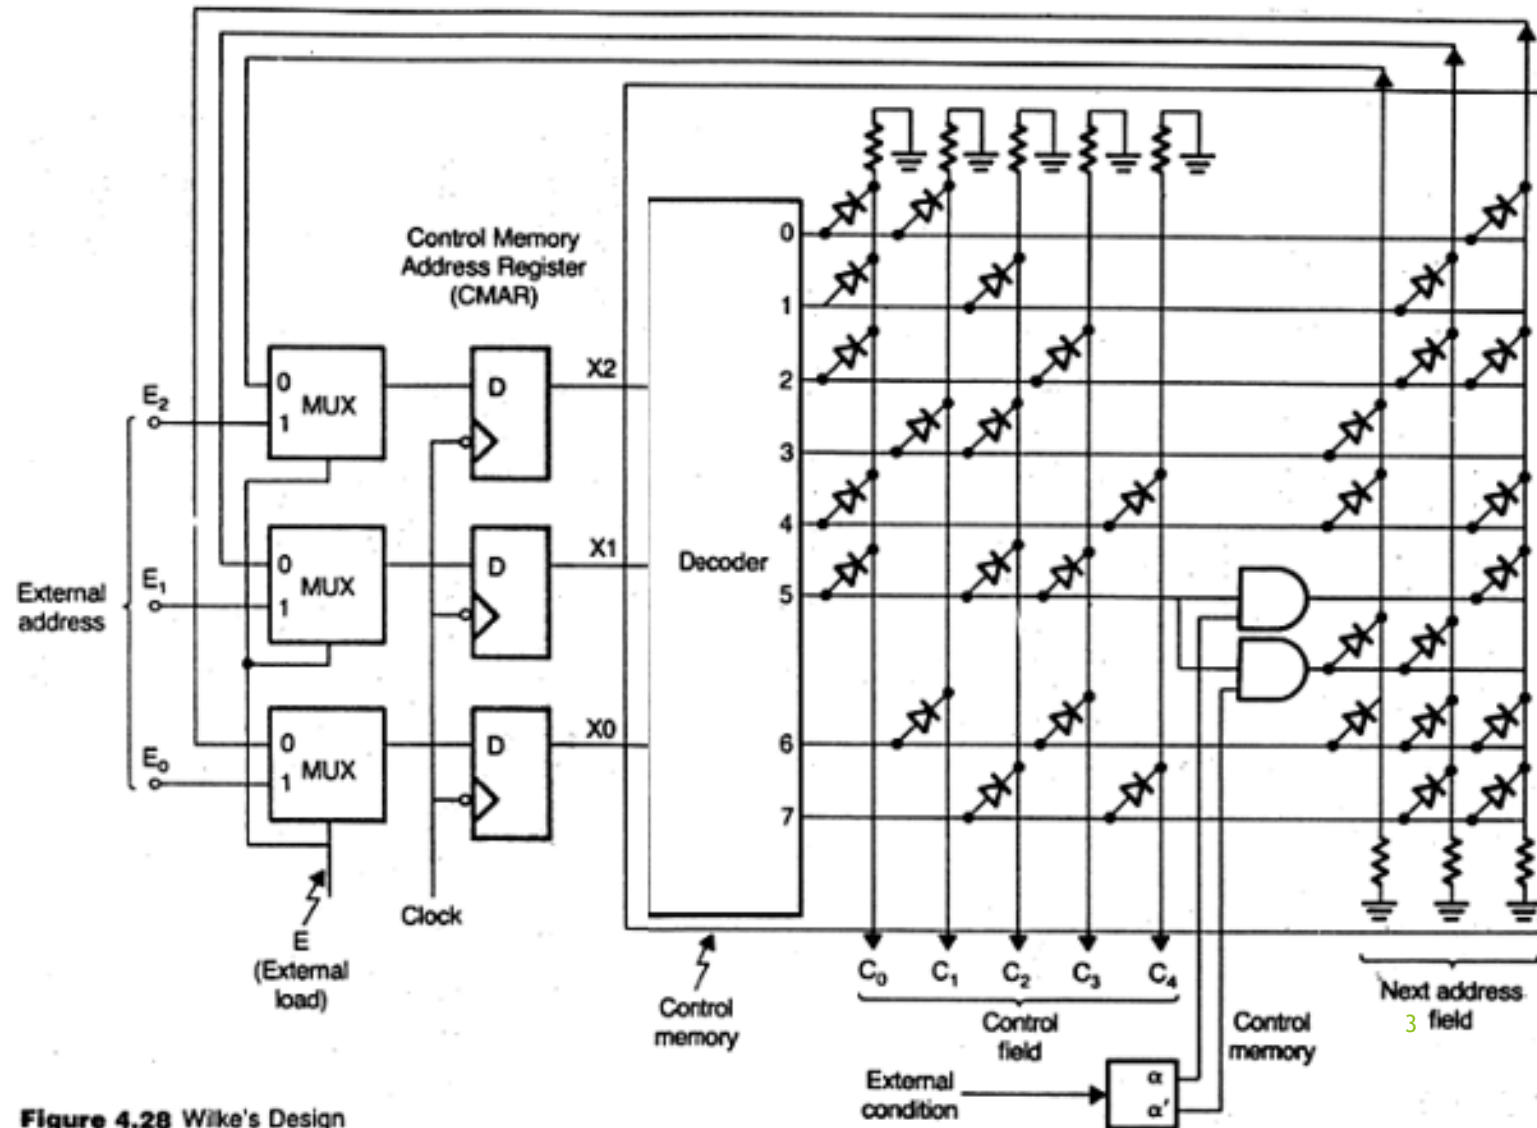 Control Memory
Address Register
(CMAR)
E2
0
1
MUX
D
X2
External
address
E1
0
1
MUX
D
X1
E0
0
1
MUX
D
X0
E
(External
load)
Clock
Decoder
0
1
2
3
4
5
6
7
Control
memory
C0
C1
C2
C3
C4
Control
field
Control
memory
Next address
3 field
External
condition
α
α′
Figure 4.28 Wilke's Design